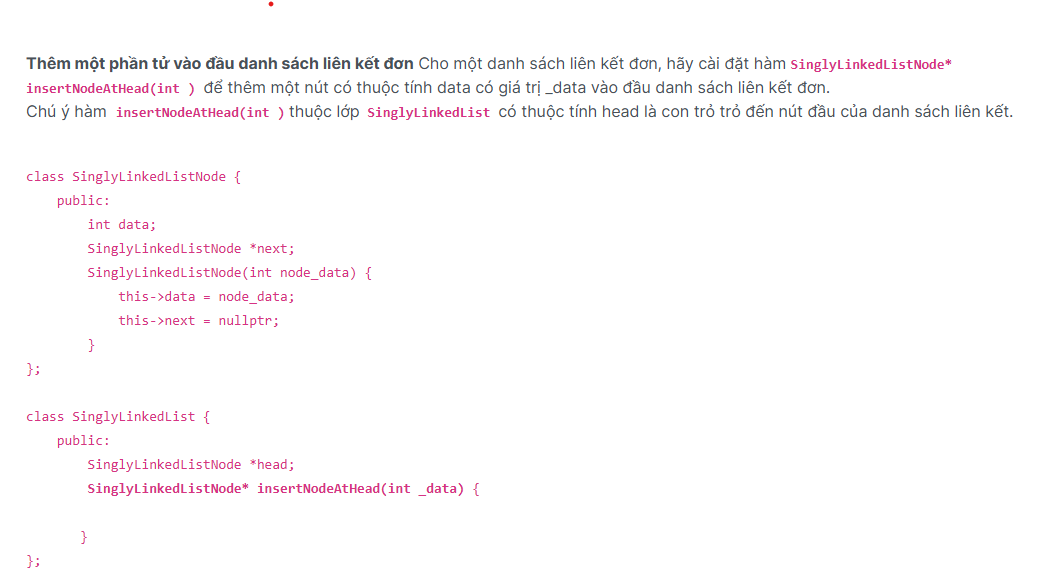 Thêm một phần tử vào đầu danh sách liên kết đơn Cho một danh sách liên kết đơn, hãy cài đặt hàm SinglyLinkedListNode*
insertNodeAtHead(int ) để thêm một nút có thuộc tính data có giá trị _data vào đầu danh sách liên kết đơn.
Chú ý hàm insertNodeAtHead(int ) thuộc lớp SinglyLinkedList có thuộc tính head là con trỏ trỏ đến nút đầu của danh sách liên kết.
class SinglyLinkedListNode {
    public:
        int data;
        SinglyLinkedListNode *next;
        SinglyLinkedListNode(int node_data) {
            this->data = node_data;
            this->next = nullptr;
        }
};
class SinglyLinkedList {
    public:
        SinglyLinkedListNode *head;
        SinglyLinkedListNode* insertNodeAtHead(int _data) {
       }
};